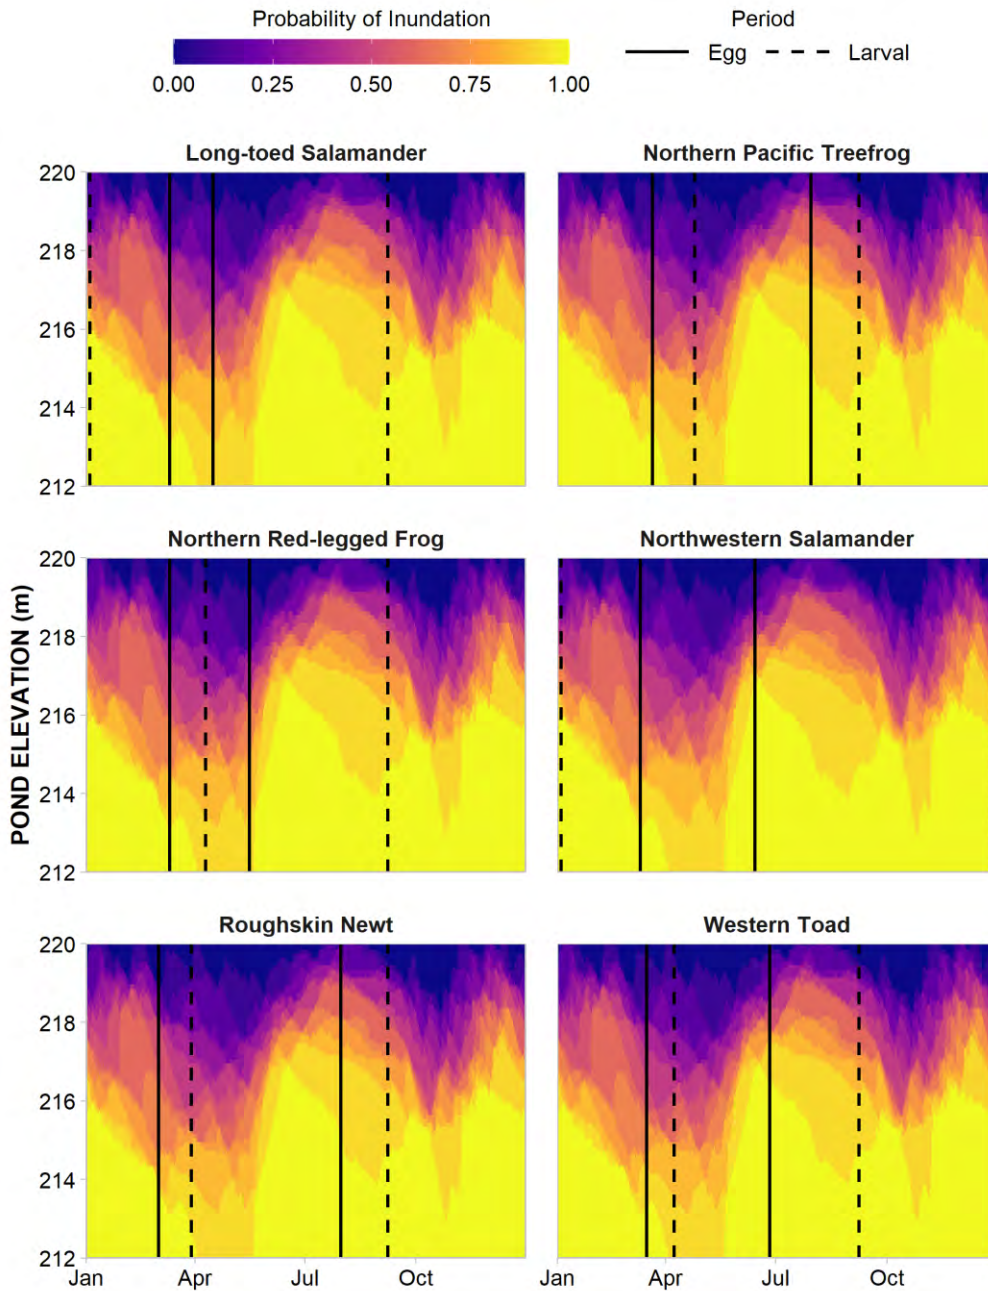 Probability of Inundation Period
0.00 0.25 0.50 0.75 1.00 Egg Larval
Long-toed Salamander Northern Pacific Treefrog
220
218
216
214
212
Northern Red-legged Frog Northwestern Salamander
220
218
216
214
212
POND ELEVATION (m)
Roughskin Newt Western Toad
220
218
216
214
212
Jan Apr Jul Oct Jan Apr Jul Oct